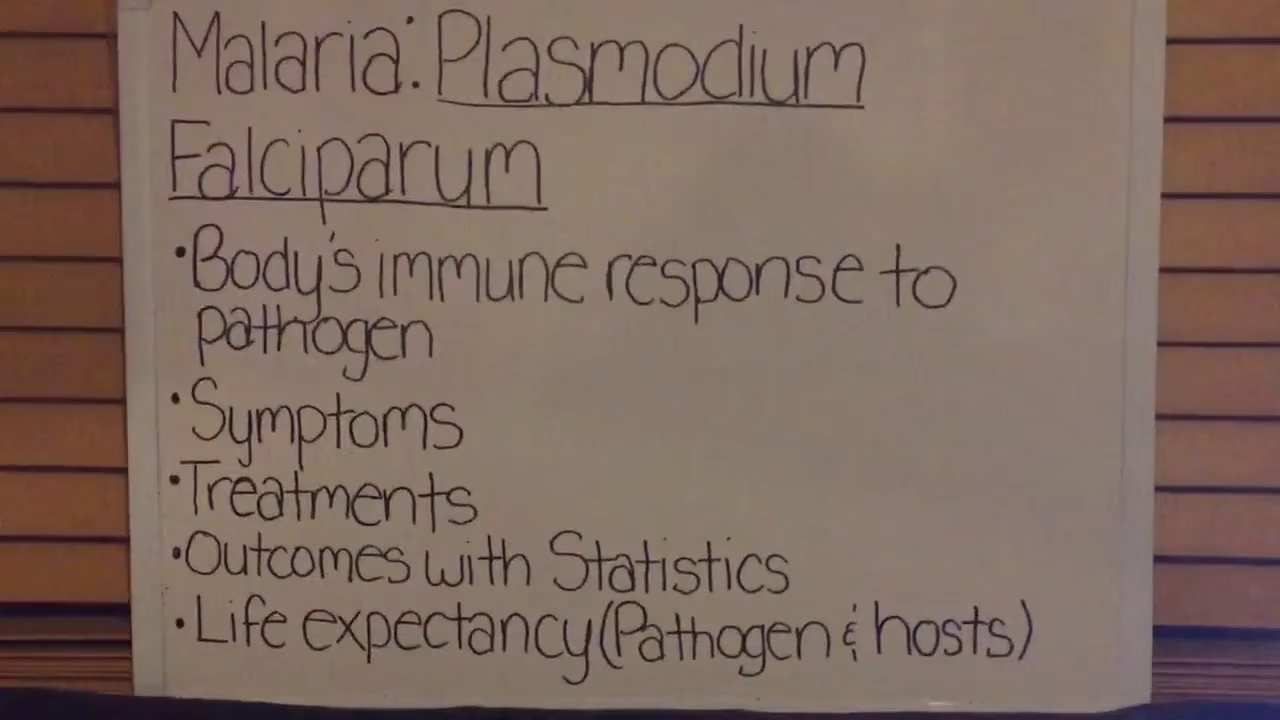 Malaria: Plasmodium
Falciparum
•Body's immune response to
pathogen
•Symptoms
•Treatments
•Outcomes with Statistics
•Life expectancy(Pathogen & hosts)